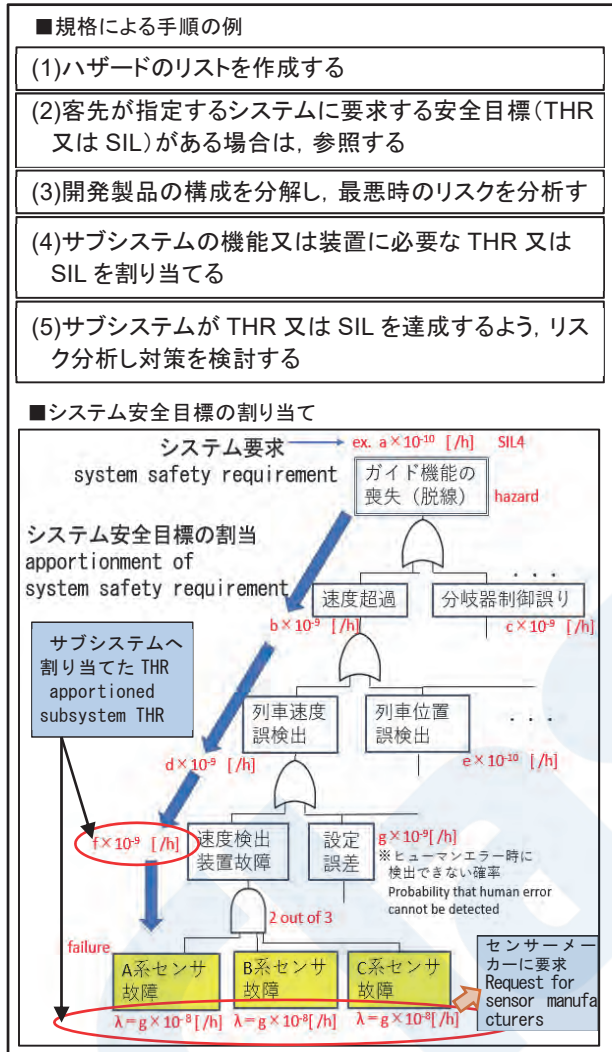 ■規格による手順の例
(1)ハザードのリストを作成する
(2)客先が指定するシステムに要求する安全目標(THR
又は SIL)がある場合は，参照する
(3)開発製品の構成を分解し，最悪時のリスクを分析す
(4)サブシステムの機能又は装置に必要な THR 又は
SIL を割り当てる
(5)サブシステムが THR 又は SIL を達成するよう，リス
ク分析し対策を検討する
■システム安全目標の割り当て
システム要求
system safety requirement
ex. a×10⁻¹⁰ [/h] SIL4
ガイド機能の
喪失（脱線）
hazard
システム安全目標の割当
apportionment of
system safety requirement
速度超過
分岐器制御誤り
. . .
b×10⁻⁹ [/h]
c×10⁻⁹ [/h]
サブシステムへ
割り当てた THR
apportioned
subsystem THR
列車速度
誤検出
列車位置
誤検出
. . .
d×10⁻⁹ [/h]
e×10⁻¹⁰ [/h]
f×10⁻⁹ [/h]
速度検出
装置故障
設定
誤差
g×10⁻⁹[/h]
※ヒューマンエラー時に
検出できない確率
Probability that human error
cannot be detected
2 out of 3
failure
A系センサ
故障
B系センサ
故障
C系センサ
故障
λ＝g×10⁻⁸[/h]
λ＝g×10⁻⁸[/h]
λ＝g×10⁻⁸[/h]
センサーメー
カーに要求
Request for
sensor manufa
cturers